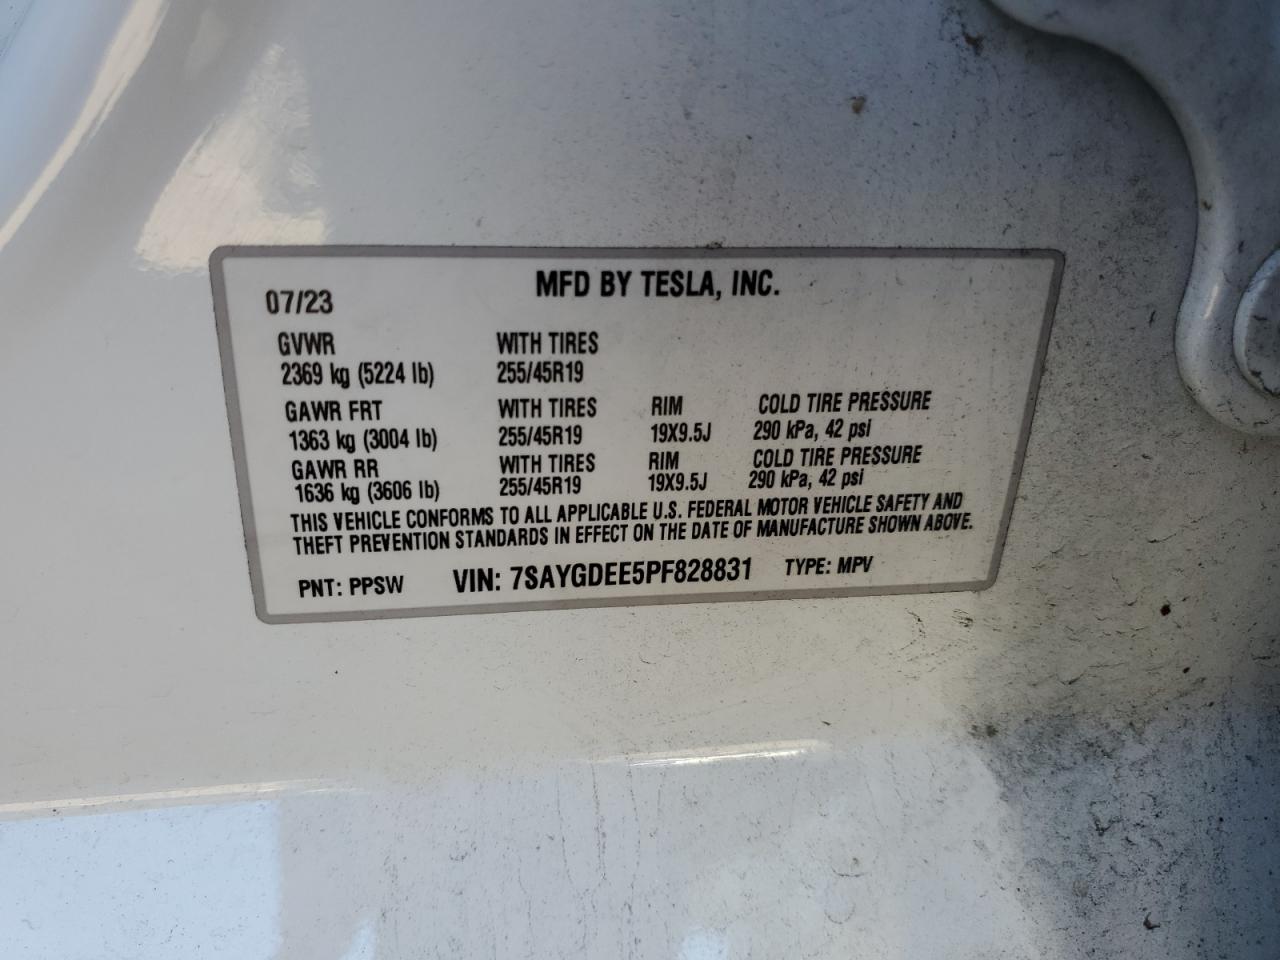 MFD BY TESLA, INC.
07/23
GVWR WITH TIRES
2369 kg (5224 lb) 255/45R19
GAWR FRT WITH TIRES RIM COLD TIRE PRESSURE
1363 kg (3004 lb) 255/45R19 19X9.5J 290 kPa, 42 psi
GAWR RR WITH TIRES RIM COLD TIRE PRESSURE
1636 kg (3606 lb) 255/45R19 19X9.5J 290 kPa, 42 psi
THIS VEHICLE CONFORMS TO ALL APPLICABLE U.S. FEDERAL MOTOR VEHICLE SAFETY AND
THEFT PREVENTION STANDARDS IN EFFECT ON THE DATE OF MANUFACTURE SHOWN ABOVE.
PNT: PPSW VIN: 7SAYGDEE5PF828831 TYPE: MPV